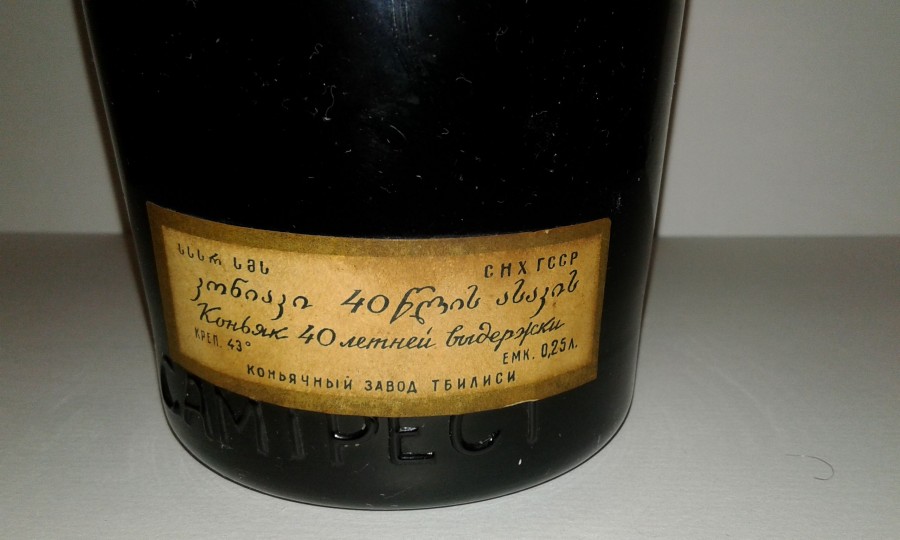 სსსრ სმს
СНХ ГССР
კონიაკი 40 წლის ასაკის
Коньяк 40 летней выдержки
КРЕП. 43°
ЕМК. 0,25 л.
КОНЬЯЧНЫЙ ЗАВОД ТБИЛИСИ
САМТРЕСТ